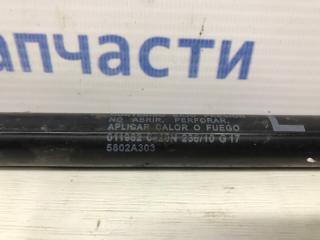 апчасти
NO ABRIR, PERFORAR,
APLICAR CALOR O FUEGO
L
5802A303